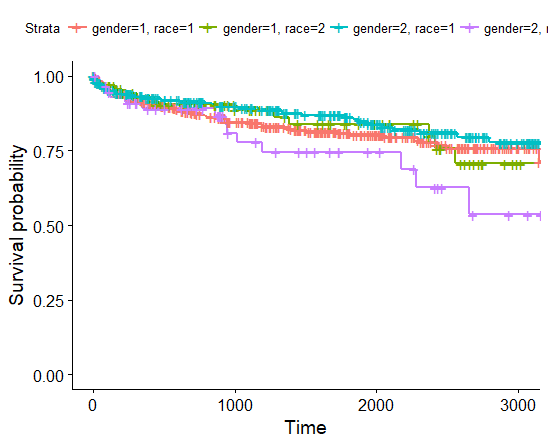 Strata gender=1, race=1 gender=1, race=2 gender=2, race=1 gender=2,
1.00
0.75
0.50
0.25
0.00
Survival probability
0 1000 2000 3000
Time